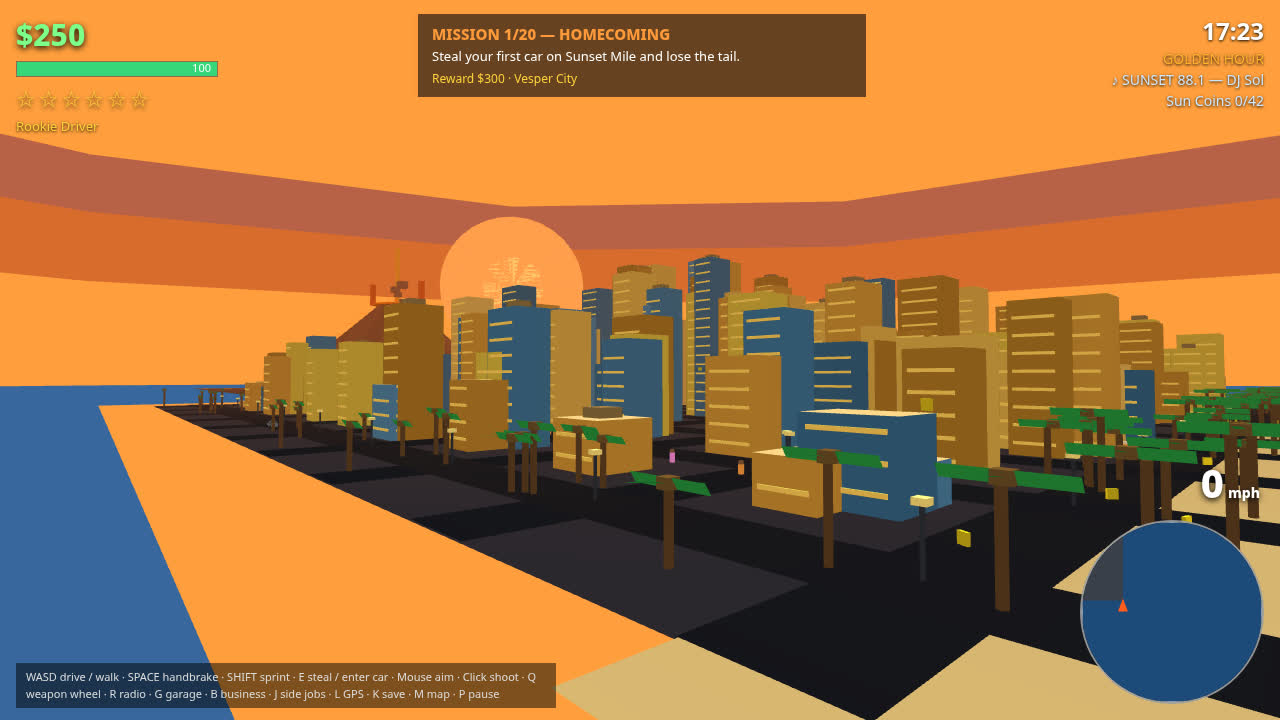 $250
100
☆ ☆ ☆ ☆ ☆ ☆
Rookie Driver
MISSION 1/20 — HOMECOMING
Steal your first car on Sunset Mile and lose the tail.
Reward $300 · Vesper City
17:23
GOLDEN HOUR
♪ SUNSET 88.1 — DJ Sol
Sun Coins 0/42
0 mph
WASD drive / walk · SPACE handbrake · SHIFT sprint · E steal / enter car · Mouse aim · Click shoot · Q
weapon wheel · R radio · G garage · B business · J side jobs · L GPS · K save · M map · P pause